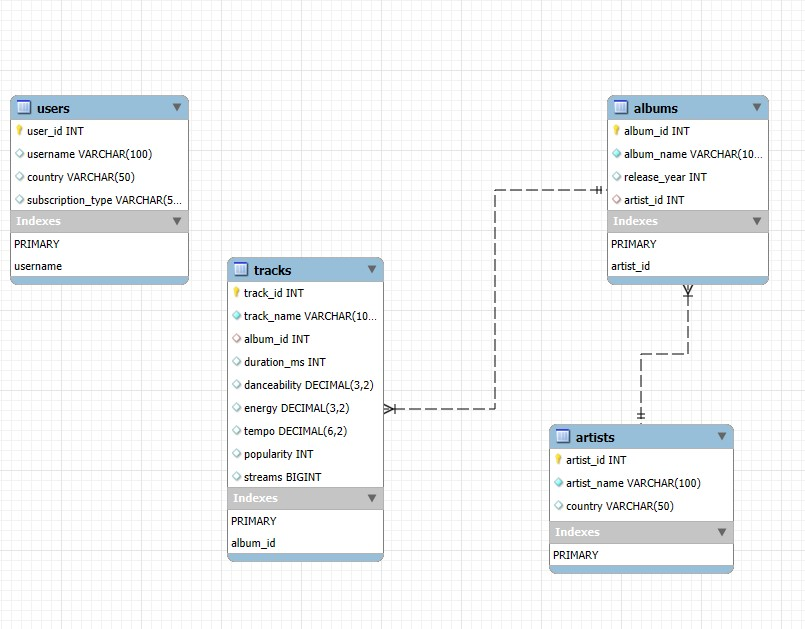 users
user_id INT
username VARCHAR(100)
country VARCHAR(50)
subscription_type VARCHAR(5...
Indexes
PRIMARY
username
tracks
track_id INT
track_name VARCHAR(10...
album_id INT
duration_ms INT
danceability DECIMAL(3,2)
energy DECIMAL(3,2)
tempo DECIMAL(6,2)
popularity INT
streams BIGINT
Indexes
PRIMARY
album_id
albums
album_id INT
album_name VARCHAR(10...
release_year INT
artist_id INT
Indexes
PRIMARY
artist_id
artists
artist_id INT
artist_name VARCHAR(100)
country VARCHAR(50)
Indexes
PRIMARY